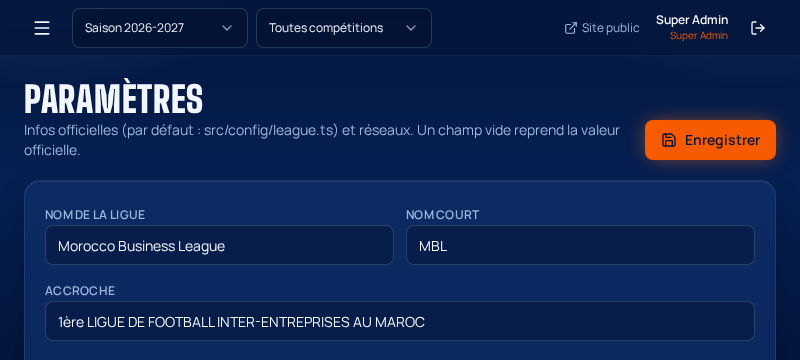 Saison 2026-2027
Toutes compétitions
Site public
Super Admin
Super Admin
PARAMÈTRES
Infos officielles (par défaut : src/config/league.ts) et réseaux. Un champ vide reprend la valeur
officielle.
Enregistrer
NOM DE LA LIGUE
NOM COURT
Morocco Business League
MBL
ACCROCHE
1ère LIGUE DE FOOTBALL INTER-ENTREPRISES AU MAROC